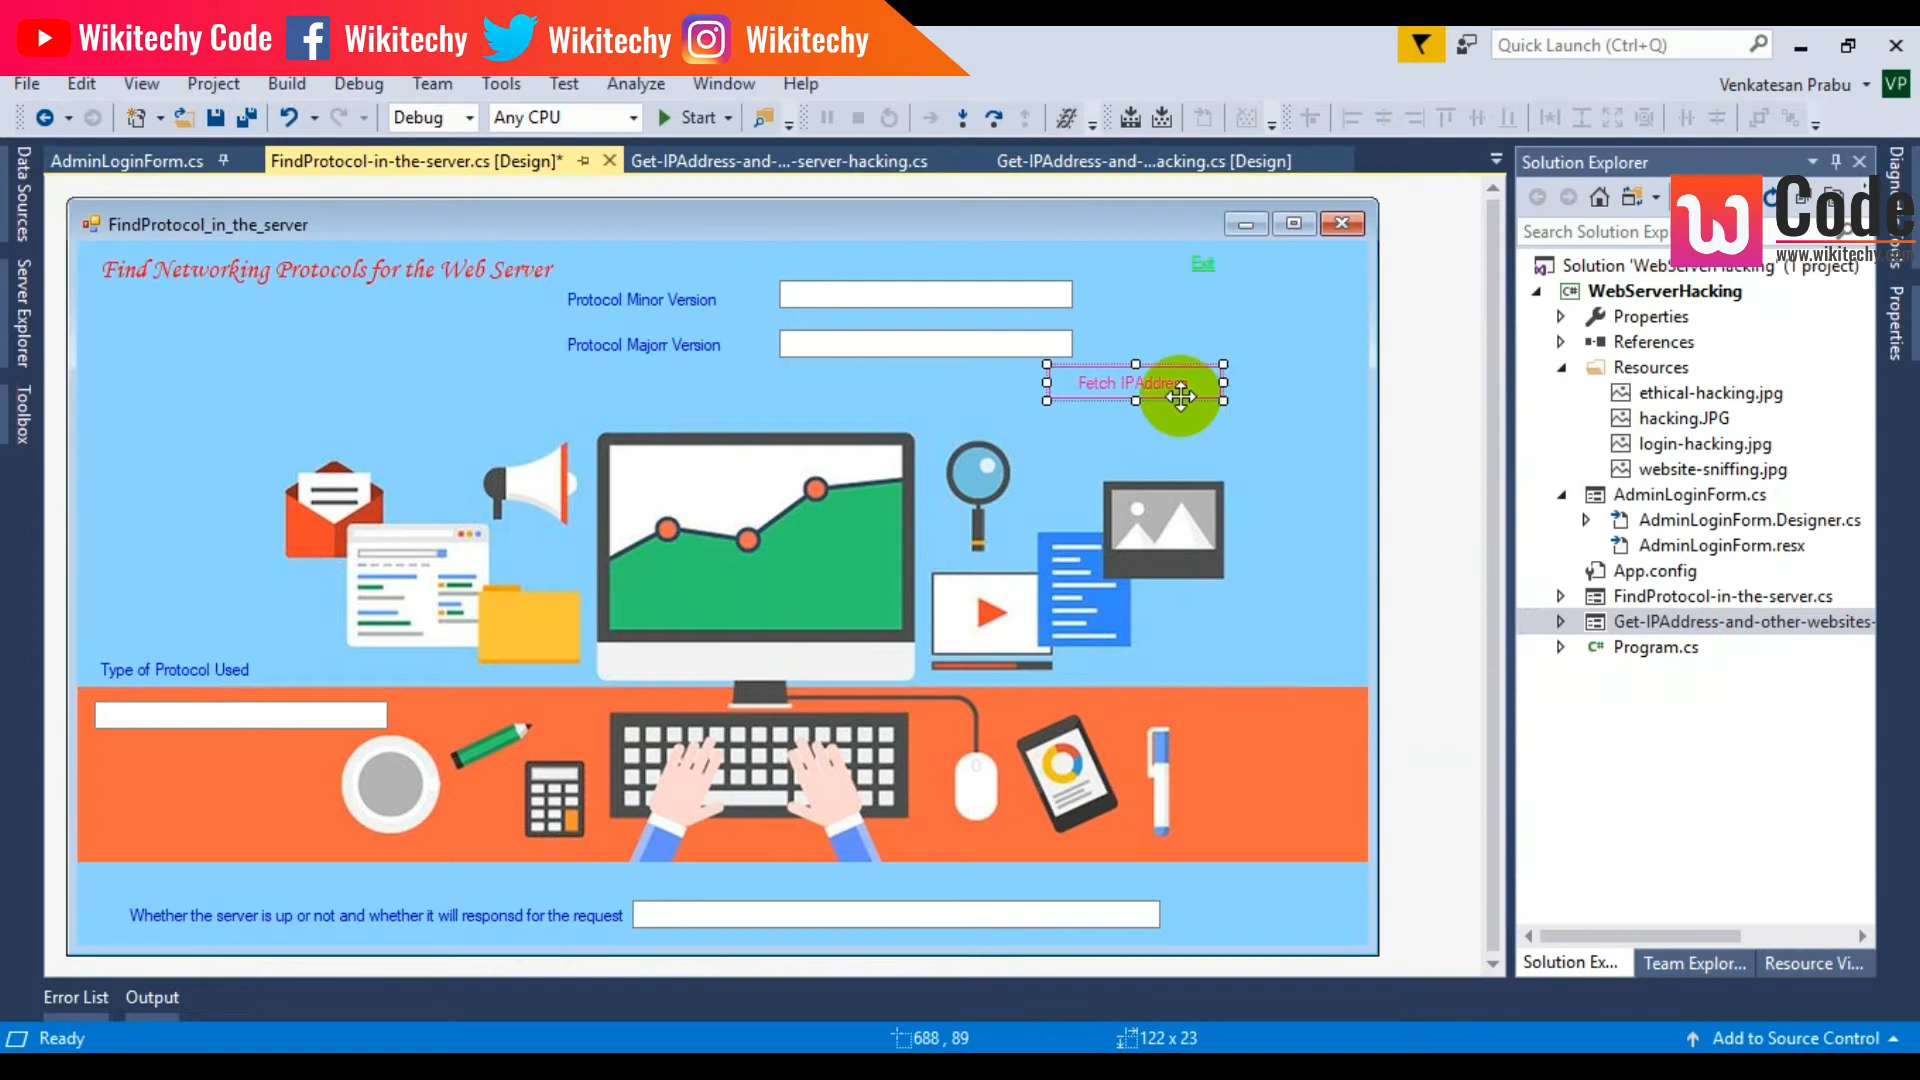 Wikitechy Code Wikitechy Wikitechy Wikitechy
Quick Launch (Ctrl+Q)
File Edit View Project Build Debug Team Tools Test Analyze Window Help
Venkatesan Prabu VP
Debug Any CPU Start
AdminLoginForm.cs FindProtocol-in-the-server.cs [Design]* Get-IPAddress-and-...-server-hacking.cs Get-IPAddress-and-...acking.cs [Design]
Data Sources
Server Explorer
Toolbox
FindProtocol_in_the_server
Find Networking Protocols for the Web Server
Exit
Protocol Minor Version
Protocol Majorr Version
Fetch IPAddress
Type of Protocol Used
Whether the server is up or not and whether it will responsd for the request
Solution Explorer
W Code
www.wikitechy.com
Search Solution Exp
Solution 'WebServerHacking' (1 project)
C# WebServerHacking
Properties
References
Resources
ethical-hacking.jpg
hacking.JPG
login-hacking.jpg
website-sniffing.jpg
AdminLoginForm.cs
AdminLoginForm.Designer.cs
AdminLoginForm.resx
App.config
FindProtocol-in-the-server.cs
Get-IPAddress-and-other-websites-
C# Program.cs
Solution Ex... Team Explor... Resource Vi...
Properties
Error List Output
Ready 688 , 89 122 x 23 Add to Source Control